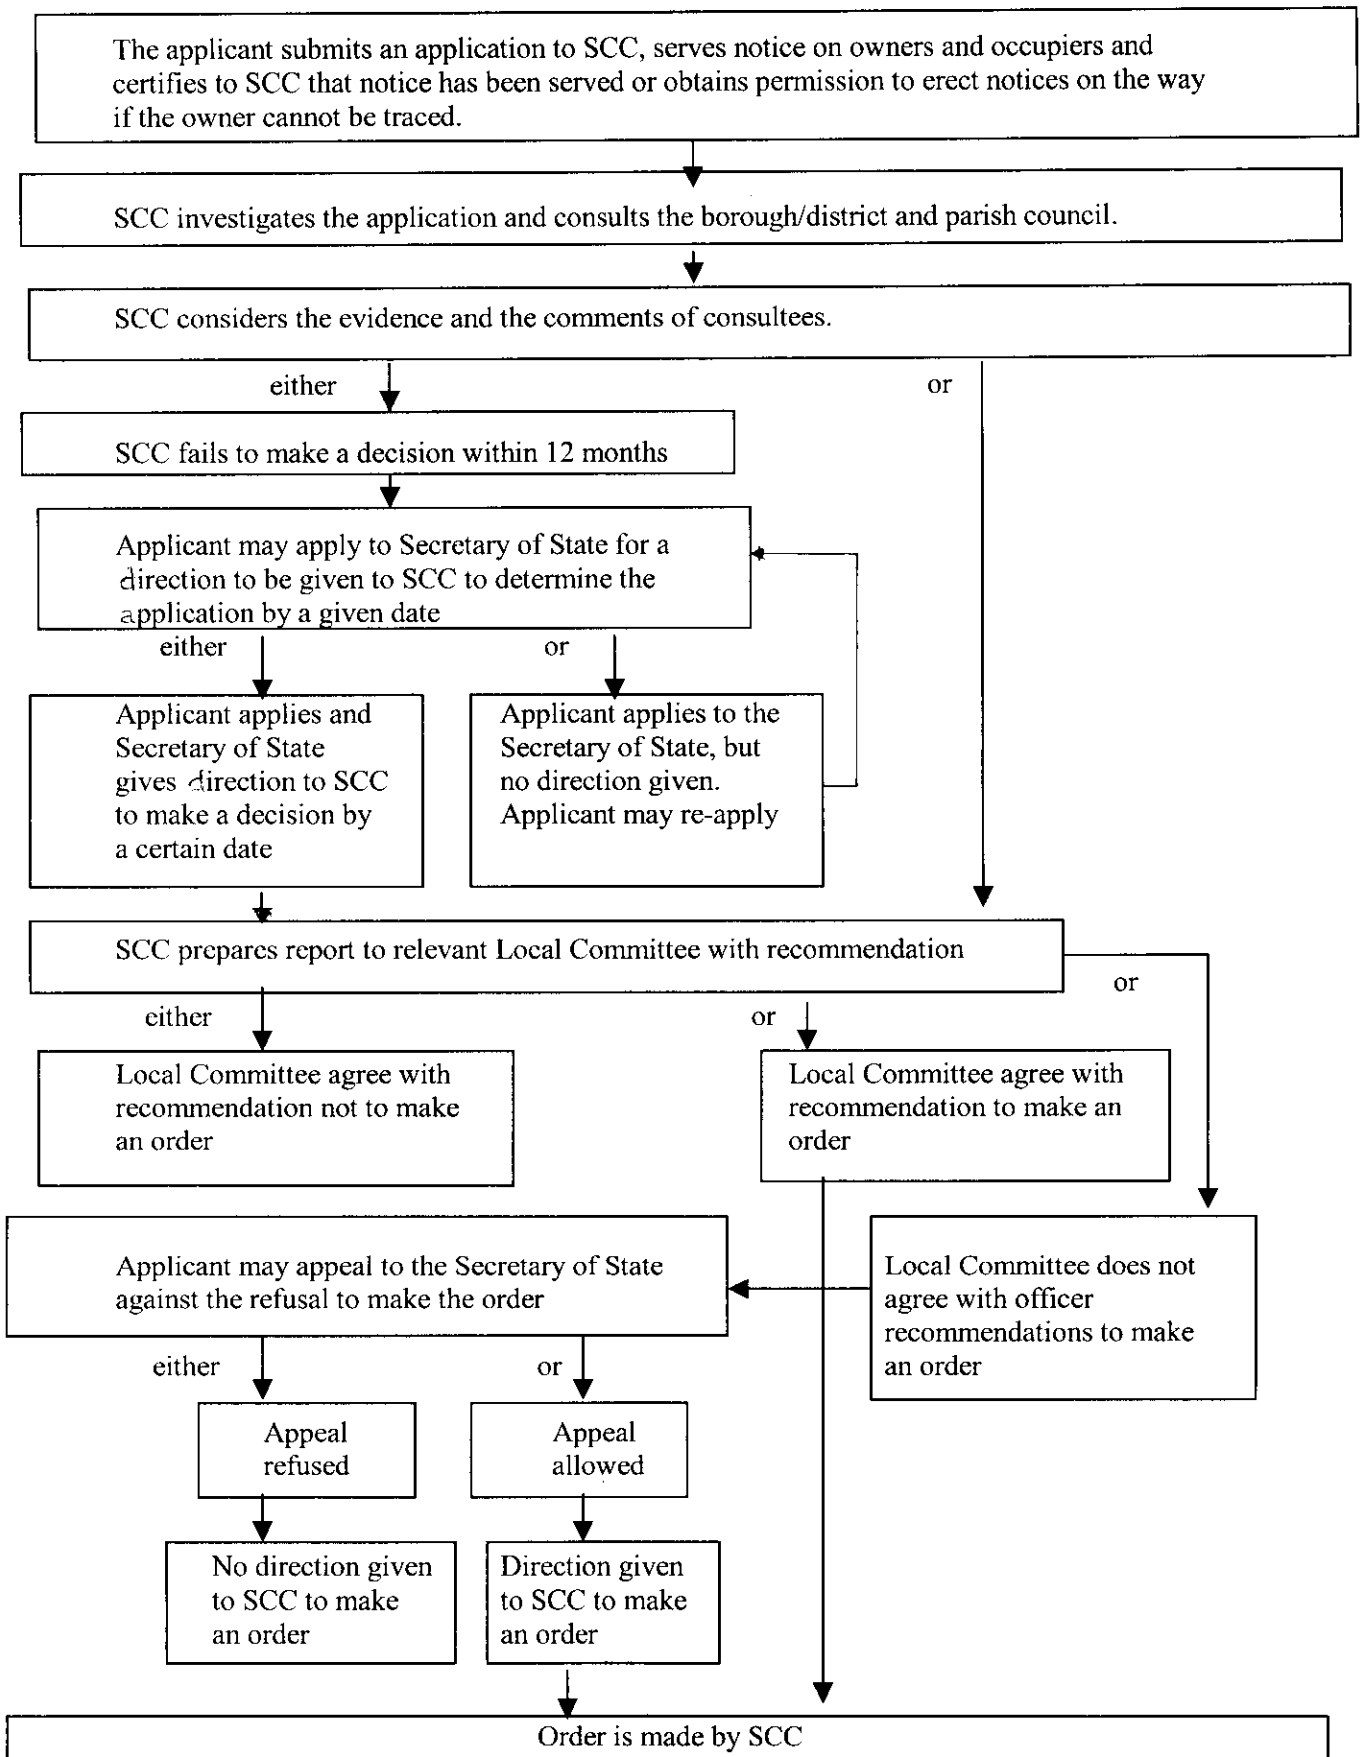 The applicant submits an application to SCC, serves notice on owners and occupiers and
certifies to SCC that notice has been served or obtains permission to erect notices on the way
if the owner cannot be traced.
SCC investigates the application and consults the borough/district and parish council.
SCC considers the evidence and the comments of consultees.
either
or
SCC fails to make a decision within 12 months
Applicant may apply to Secretary of State for a
direction to be given to SCC to determine the
application by a given date
either
or
Applicant applies and
Secretary of State
gives direction to SCC
to make a decision by
a certain date
Applicant applies to the
Secretary of State, but
no direction given.
Applicant may re-apply
SCC prepares report to relevant Local Committee with recommendation
either
or
or
Local Committee agree with
recommendation not to make
an order
Local Committee agree with
recommendation to make an
order
Applicant may appeal to the Secretary of State
against the refusal to make the order
Local Committee does not
agree with officer
recommendations to make
an order
either
or
Appeal
refused
Appeal
allowed
No direction given
to SCC to make
an order
Direction given
to SCC to make
an order
Order is made by SCC